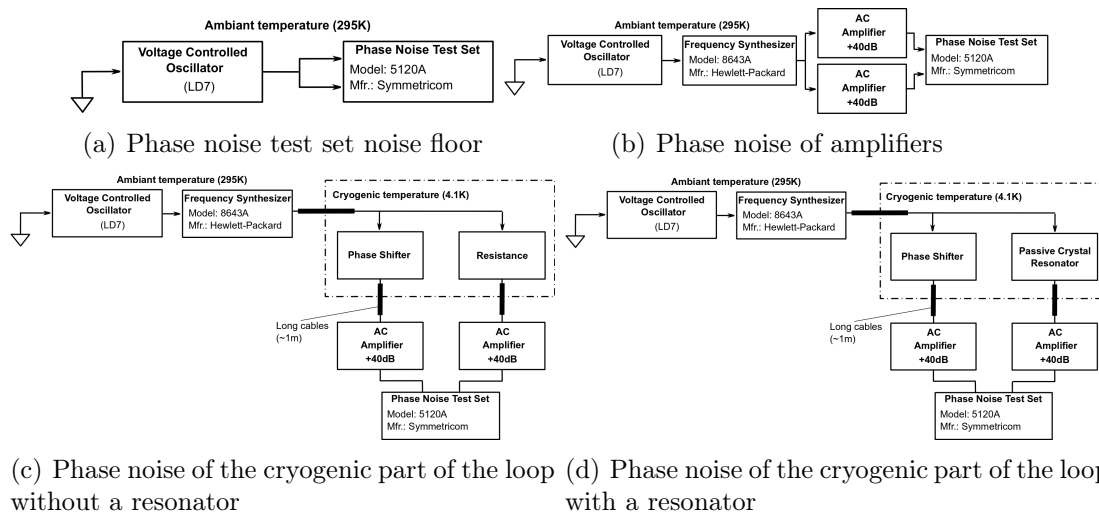 Ambiant temperature (295K)
Voltage Controlled
Oscillator
(LD7)
Phase Noise Test Set
Model: 5120A
Mfr.: Symmetricom
(a) Phase noise test set noise floor
Ambiant temperature (295K)
Voltage Controlled
Oscillator
(LD7)
Frequency Synthesizer
Model: 8643A
Mfr.: Hewlett-Packard
AC
Amplifier
+40dB
AC
Amplifier
+40dB
Phase Noise Test Set
Model: 5120A
Mfr.: Symmetricom
(b) Phase noise of amplifiers
Ambiant temperature (295K)
Voltage Controlled
Oscillator
(LD7)
Frequency Synthesizer
Model: 8643A
Mfr.: Hewlett-Packard
Cryogenic temperature (4.1K)
Phase Shifter
Resistance
Long cables
(~1m)
AC
Amplifier
+40dB
AC
Amplifier
+40dB
Phase Noise Test Set
Model: 5120A
Mfr.: Symmetricom
(c) Phase noise of the cryogenic part of the loop
without a resonator
Ambiant temperature (295K)
Voltage Controlled
Oscillator
(LD7)
Frequency Synthesizer
Model: 8643A
Mfr.: Hewlett-Packard
Cryogenic temperature (4.1K)
Phase Shifter
Passive Crystal
Resonator
Long cables
(~1m)
AC
Amplifier
+40dB
AC
Amplifier
+40dB
Phase Noise Test Set
Model: 5120A
Mfr.: Symmetricom
(d) Phase noise of the cryogenic part of the loop
with a resonator